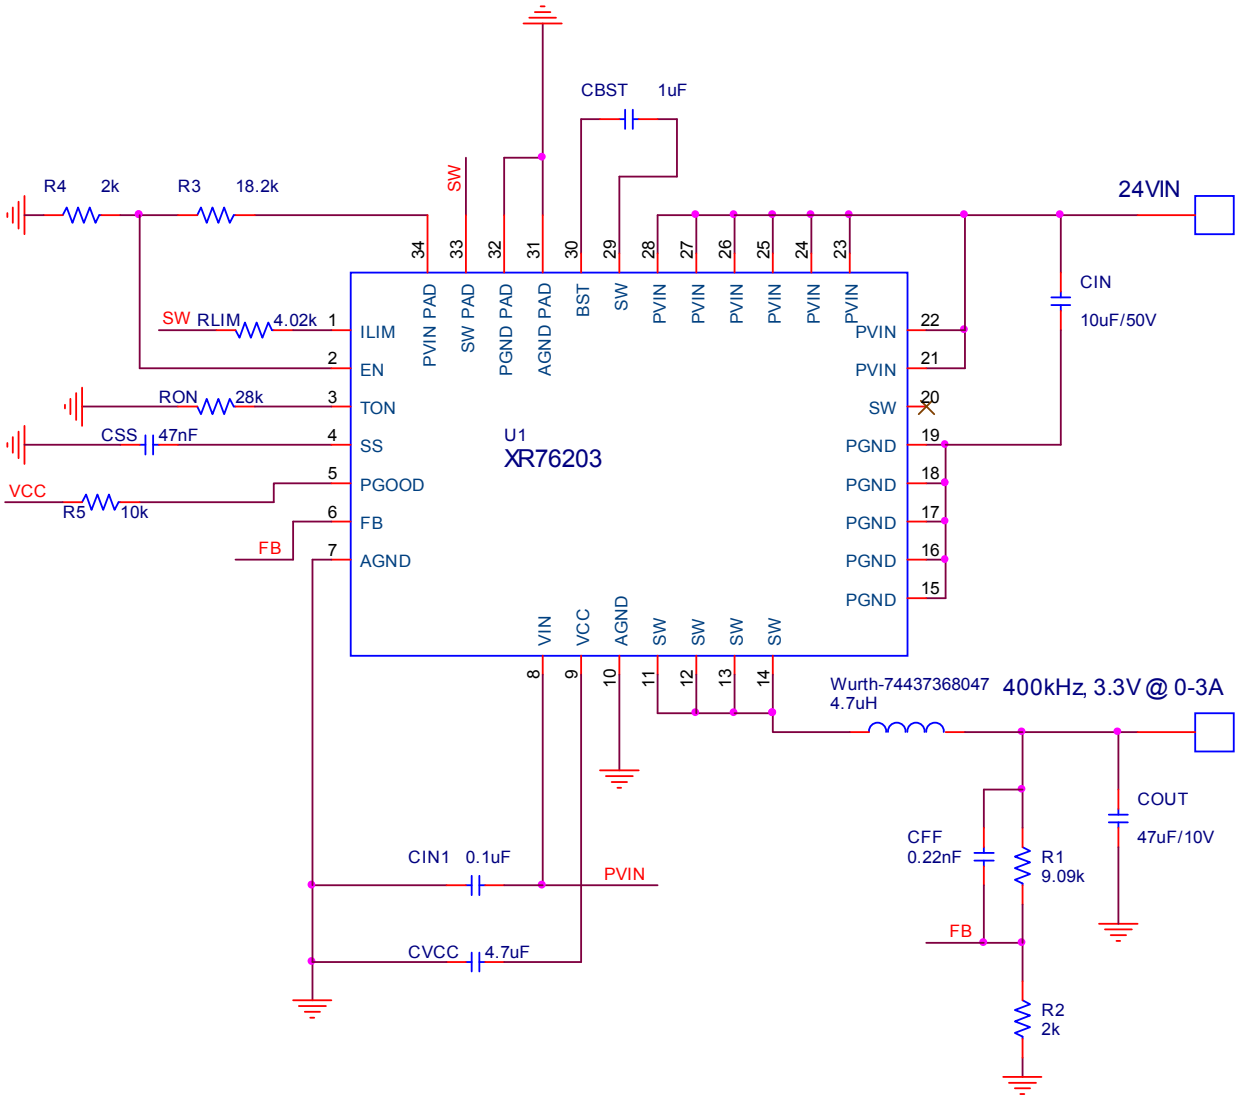 CBST 1uF
R4 2k R3 18.2k
SW
24VIN
34 33 32 31 30 29 28 27 26 25 24 23
PVIN PAD
SW PAD
PGND PAD
AGND PAD
BST
SW
PVIN
PVIN
PVIN
PVIN
PVIN
PVIN
CIN
10uF/50V
SW RLIM 4.02k 1 ILIM
2 EN
RON 28k 3 TON
CSS 47nF 4 SS
VCC R5 10k 5 PGOOD
FB 6 FB
7 AGND
U1
XR76203
PVIN 22
PVIN 21
SW 20
PGND 19
PGND 18
PGND 17
PGND 16
PGND 15
VIN
VCC
AGND
SW
SW
SW
SW
8 9 10 11 12 13 14
Wurth-74437368047
4.7uH
400kHz, 3.3V @ 0-3A
COUT
47uF/10V
CFF
0.22nF
R1
9.09k
CIN1 0.1uF
PVIN
FB
CVCC 4.7uF
R2
2k